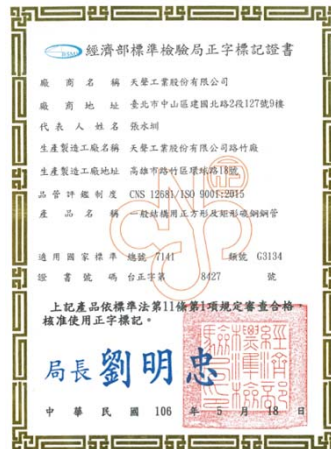 經濟部標準檢驗局正字標記證書
廠商名稱 天聲工業股份有限公司
廠商地址 臺北市中山區建國北路2段127號9樓
代表人姓名 張水圳
生產製造工廠名稱 天聲工業股份有限公司路竹廠
生產製造工廠地址 高雄市路竹區環球路18號
品管評鑑制度 CNS 12681/ISO 9001:2015
產品名稱 一般結構用正方形及矩形碳鋼鋼管
適用國家標準 總號 7141 類號 G3134
證書號碼 台正字第 8427 號
上記產品依標準法第11條第1項規定審查合格
核准使用正字標記。
局長 劉明忠
中華民國 106 年 5 月 18 日